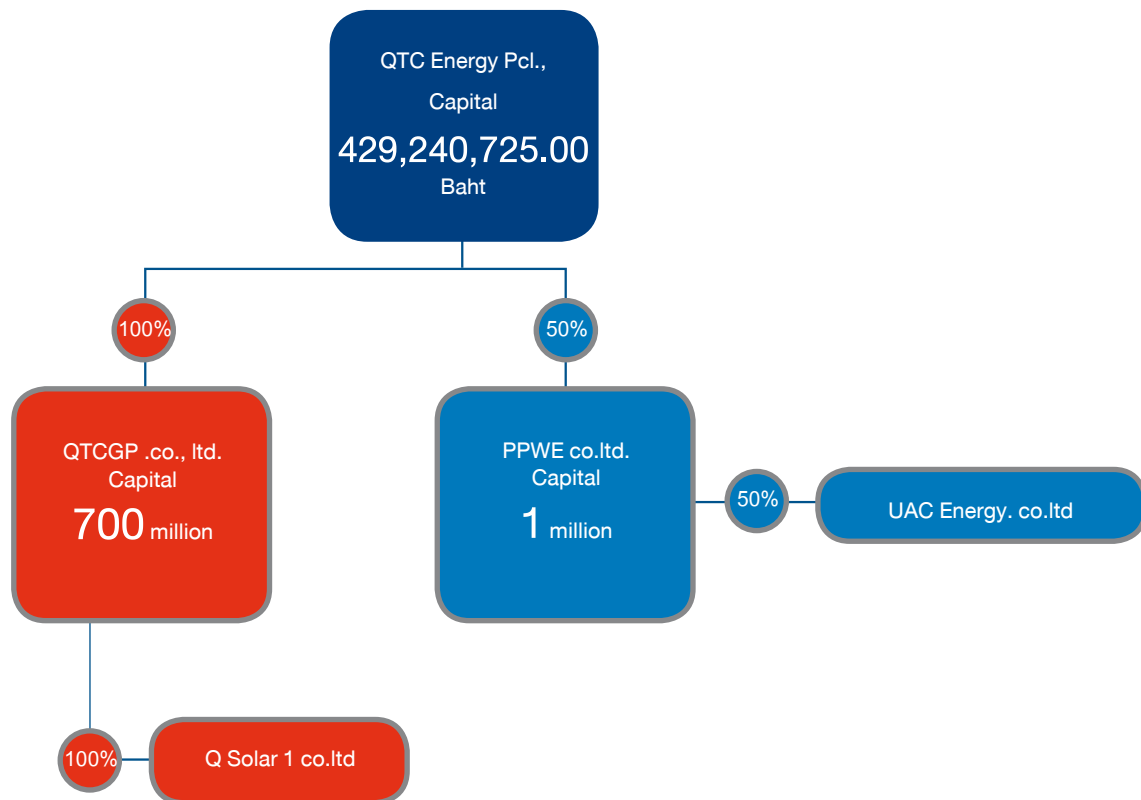 QTC Energy Pcl.,
Capital
429,240,725.00
Baht
100%
50%
QTCGP .co., ltd.
Capital
700 million
PPWE co.ltd.
Capital
1 million
50%
UAC Energy. co.ltd
100%
Q Solar 1 co.ltd